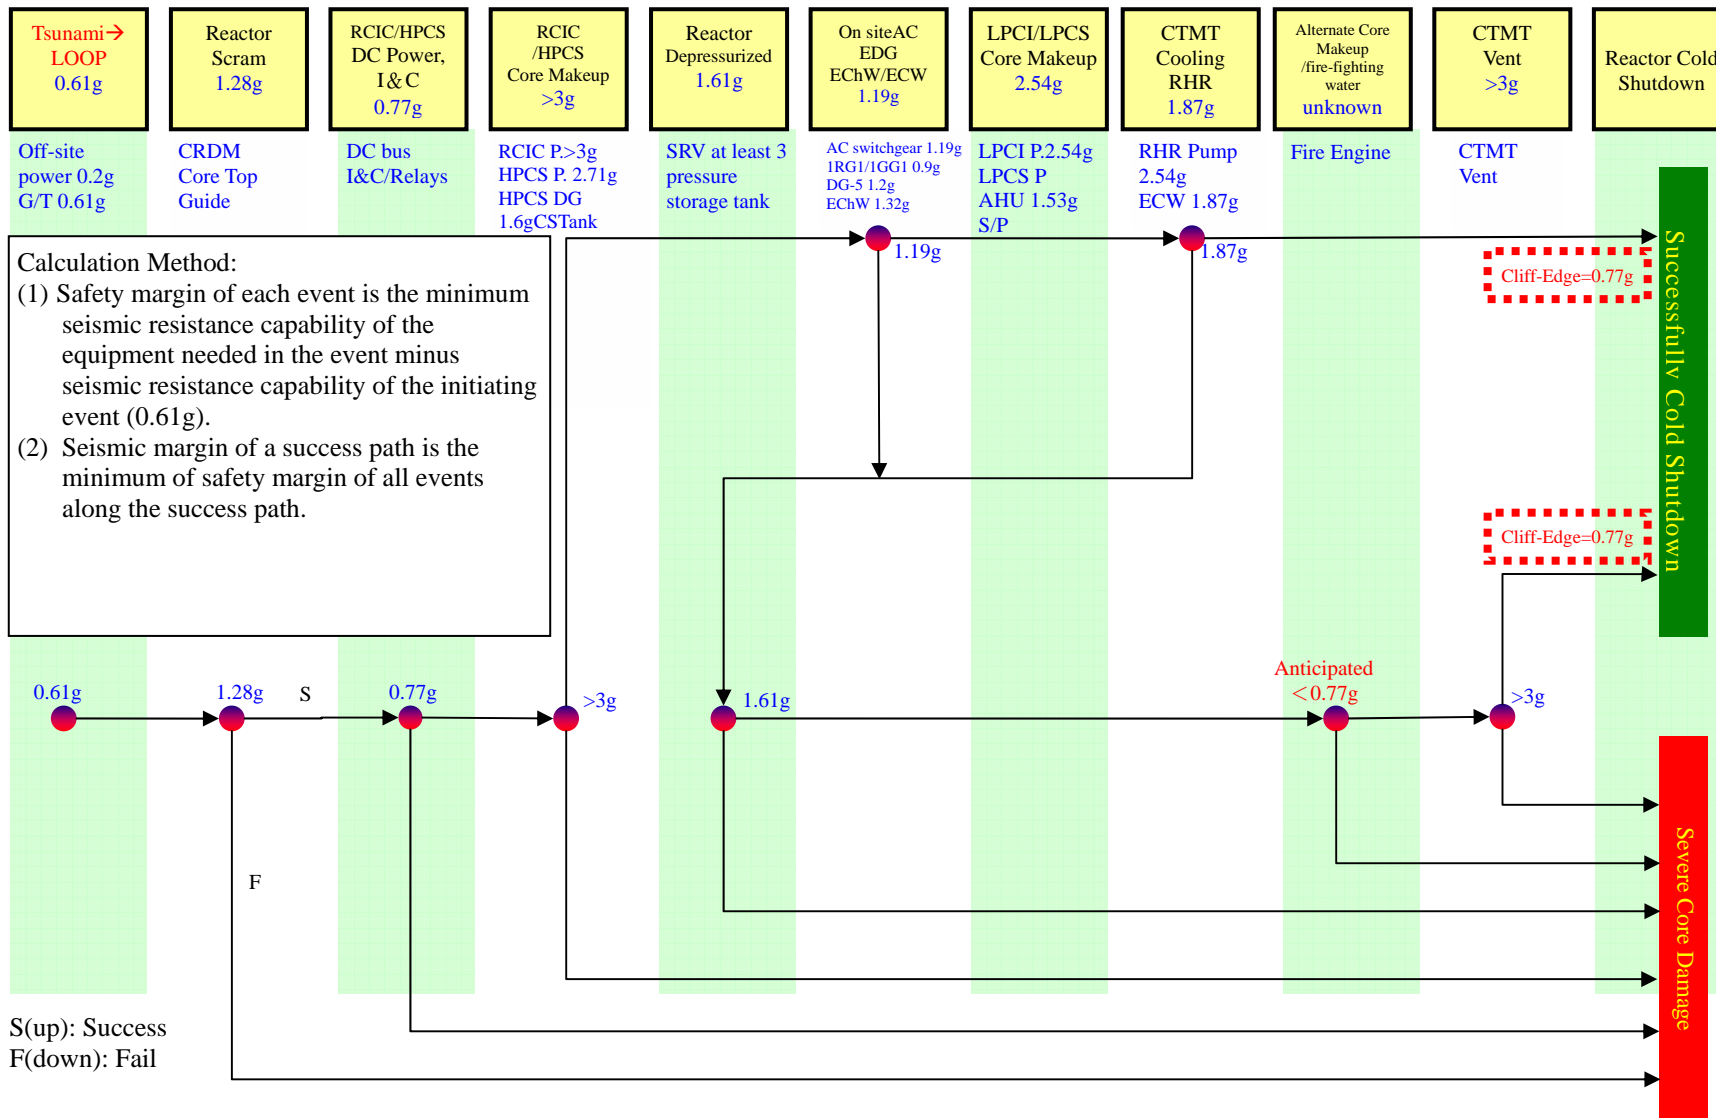 Tsunami→
LOOP
0.61g
Reactor
Scram
1.28g
RCIC/HPCS
DC Power,
I&C
0.77g
RCIC
/HPCS
Core Makeup
>3g
Reactor
Depressurized
1.61g
On siteAC
EDG
EChW/ECW
1.19g
LPCI/LPCS
Core Makeup
2.54g
CTMT
Cooling
RHR
1.87g
Alternate Core
Makeup
/fire-fighting
water
unknown
CTMT
Vent
>3g
Reactor Cold
Shutdown
Off-site
power 0.2g
G/T 0.61g
CRDM
Core Top
Guide
DC bus
I&C/Relays
RCIC P.>3g
HPCS P. 2.71g
HPCS DG
1.6gCSTank
SRV at least 3
pressure
storage tank
AC switchgear 1.19g
1RG1/1GG1 0.9g
DG-5 1.2g
EChW 1.32g
LPCI P.2.54g
LPCS P
AHU 1.53g
S/P
RHR Pump
2.54g
ECW 1.87g
Fire Engine
CTMT
Vent
1.19g
1.87g
Cliff-Edge=0.77g
Successfully Cold Shutdown
Calculation Method:
(1) Safety margin of each event is the minimum
seismic resistance capability of the
equipment needed in the event minus
seismic resistance capability of the initiating
event (0.61g).
(2) Seismic margin of a success path is the
minimum of safety margin of all events
along the success path.
Cliff-Edge=0.77g
0.61g
1.28g
S
0.77g
>3g
1.61g
Anticipated
<0.77g
>3g
F
Severe Core Damage
S(up): Success
F(down): Fail